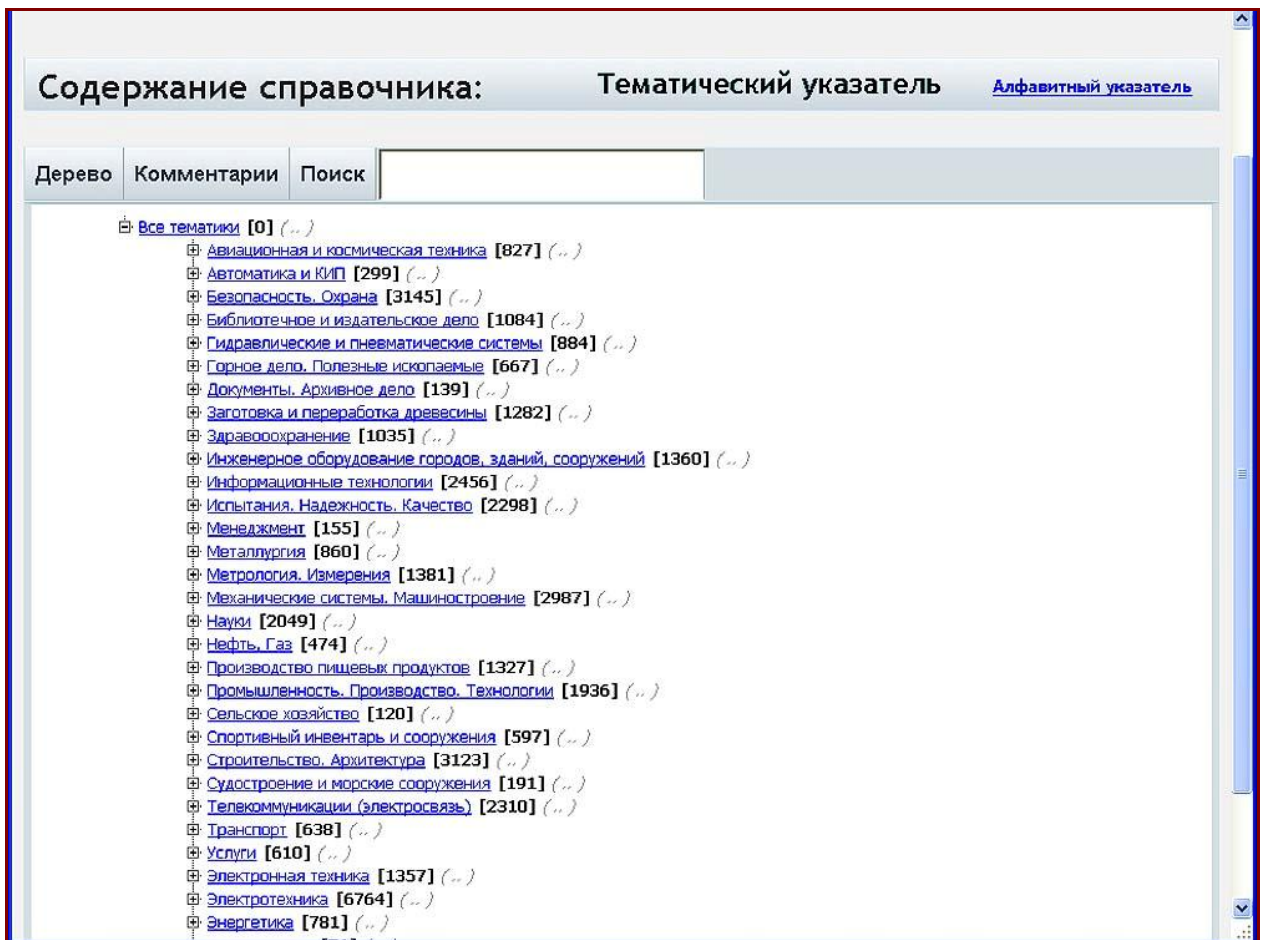 Содержание справочника: Тематический указатель Алфавитный указатель
Дерево Комментарии Поиск
Все тематики [0] (.. )
Авиационная и космическая техника [827] (.. )
Автоматика и КИП [299] (.. )
Безопасность. Охрана [3145] (.. )
Библиотечное и издательское дело [1084] (.. )
Гидравлические и пневматические системы [884] (.. )
Горное дело. Полезные ископаемые [667] (.. )
Документы. Архивное дело [139] (.. )
Заготовка и переработка древесины [1282] (.. )
Здравооохранение [1035] (.. )
Инженерное оборудование городов, зданий, сооружений [1360] (.. )
Информационные технологии [2456] (.. )
Испытания. Надежность. Качество [2298] (.. )
Менеджмент [155] (.. )
Металлургия [860] (.. )
Метрология. Измерения [1381] (.. )
Механические системы. Машиностроение [2987] (.. )
Науки [2049] (.. )
Нефть, Газ [474] (.. )
Производство пищевых продуктов [1327] (.. )
Промышленность. Производство. Технологии [1936] (.. )
Сельское хозяйство [120] (.. )
Спортивный инвентарь и сооружения [597] (.. )
Строительство. Архитектура [3123] (.. )
Судостроение и морские сооружения [191] (.. )
Телекоммуникации (электросвязь) [2310] (.. )
Транспорт [638] (.. )
Услуги [610] (.. )
Электронная техника [1357] (.. )
Электротехника [6764] (.. )
Энергетика [781] (.. )